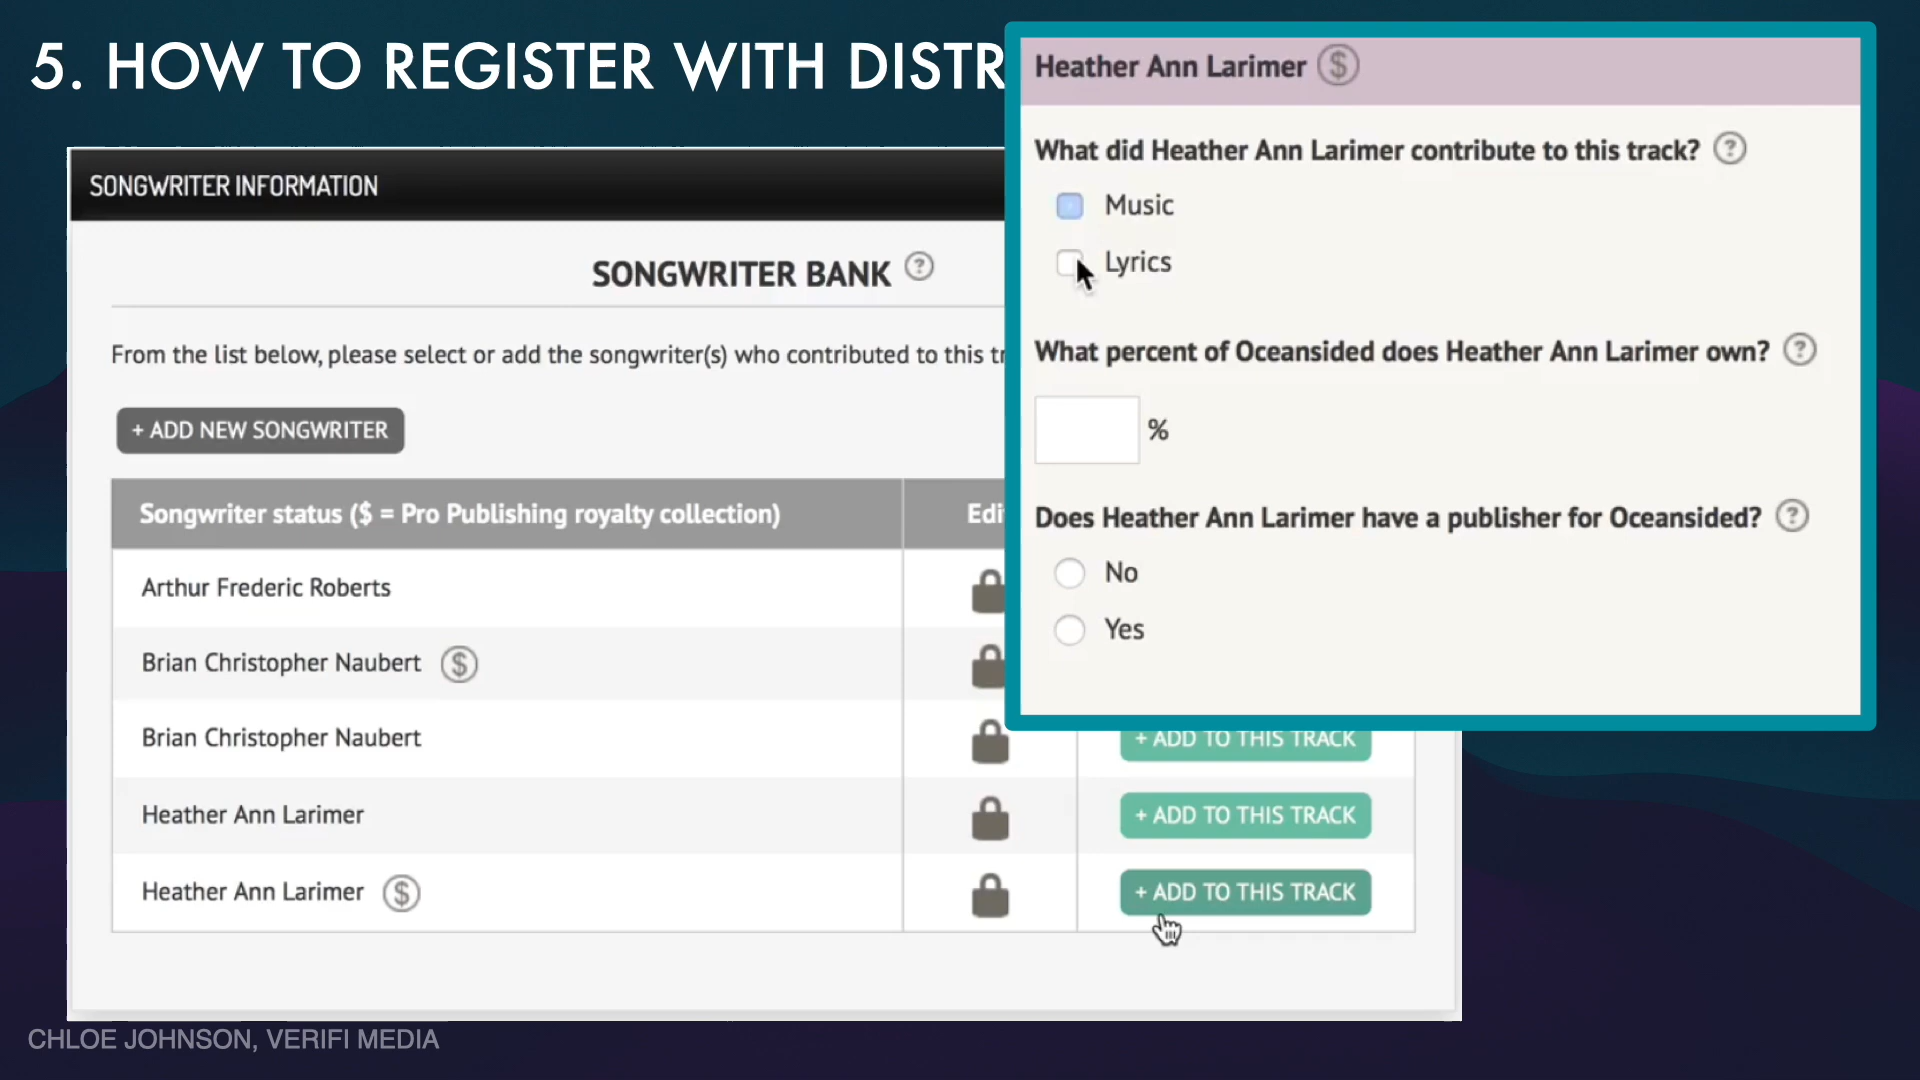 5. HOW TO REGISTER WITH DISTR
SONGWRITER INFORMATION
SONGWRITER BANK ?
From the list below, please select or add the songwriter(s) who contributed to this tr
+ ADD NEW SONGWRITER
Songwriter status ($ = Pro Publishing royalty collection)
Edi
Arthur Frederic Roberts
Brian Christopher Naubert $
Brian Christopher Naubert
+ ADD TO THIS TRACK
Heather Ann Larimer
+ ADD TO THIS TRACK
Heather Ann Larimer $
+ ADD TO THIS TRACK
Heather Ann Larimer $
What did Heather Ann Larimer contribute to this track? ?
Music
Lyrics
What percent of Oceansided does Heather Ann Larimer own? ?
%
Does Heather Ann Larimer have a publisher for Oceansided? ?
No
Yes
CHLOE JOHNSON, VERIFI MEDIA